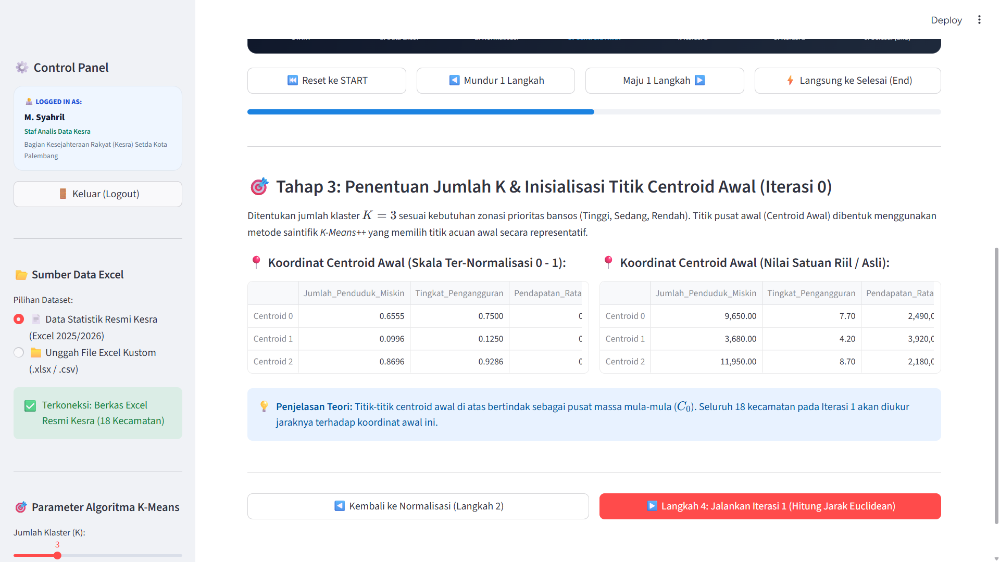 Deploy
Control Panel
LOGGED IN AS:
M. Syahril
Staf Analis Data Kesra
Bagian Kesejahteraan Rakyat (Kesra) Setda Kota
Palembang
Keluar (Logout)
Sumber Data Excel
Pilihan Dataset:
Data Statistik Resmi Kesra
(Excel 2025/2026)
Unggah File Excel Kustom
(.xlsx / .csv)
Terkoneksi: Berkas Excel
Resmi Kesra (18 Kecamatan)
Parameter Algoritma K-Means
Jumlah Klaster (K):
3
Reset ke START
Mundur 1 Langkah
Maju 1 Langkah
Langsung ke Selesai (End)
Tahap 3: Penentuan Jumlah K & Inisialisasi Titik Centroid Awal (Iterasi 0)
Ditentukan jumlah klaster K = 3 sesuai kebutuhan zonasi prioritas bansos (Tinggi, Sedang, Rendah). Titik pusat awal (Centroid Awal) dibentuk menggunakan
metode saintifik K-Means++ yang memilih titik acuan awal secara representatif.
Koordinat Centroid Awal (Skala Ter-Normalisasi 0 - 1):
Jumlah_Penduduk_Miskin Tingkat_Pengangguran Pendapatan_Rata
Centroid 0 0.6555 0.7500 0
Centroid 1 0.0996 0.1250 0
Centroid 2 0.8696 0.9286 0
Koordinat Centroid Awal (Nilai Satuan Riil / Asli):
Jumlah_Penduduk_Miskin Tingkat_Pengangguran Pendapatan_Rata
Centroid 0 9,650.00 7.70 2,490,0
Centroid 1 3,680.00 4.20 3,920,0
Centroid 2 11,950.00 8.70 2,180,0
Penjelasan Teori: Titik-titik centroid awal di atas bertindak sebagai pusat massa mula-mula (C₀). Seluruh 18 kecamatan pada Iterasi 1 akan diukur
jaraknya terhadap koordinat awal ini.
Kembali ke Normalisasi (Langkah 2)
Langkah 4: Jalankan Iterasi 1 (Hitung Jarak Euclidean)